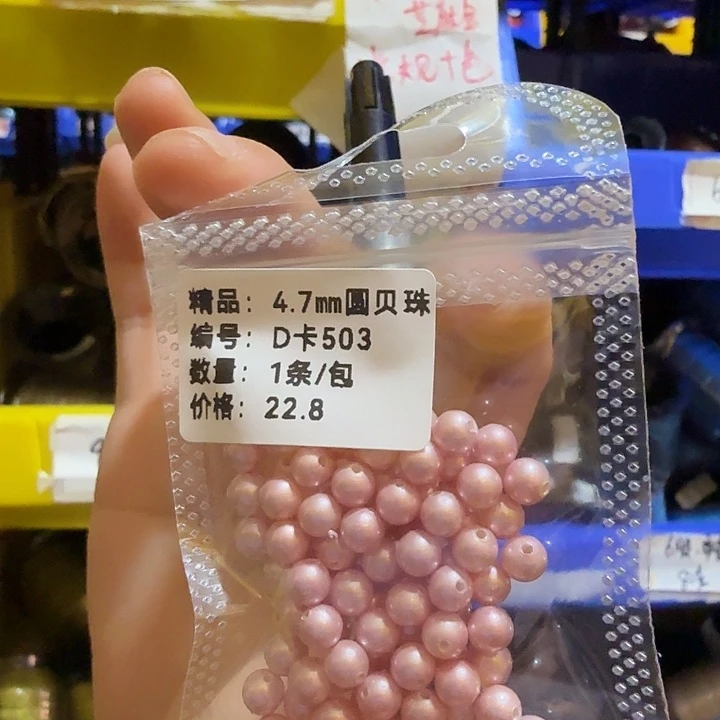 精品: 4.7mm圆贝珠
编号: D卡503
数量: 1条/包
价格: 22.8